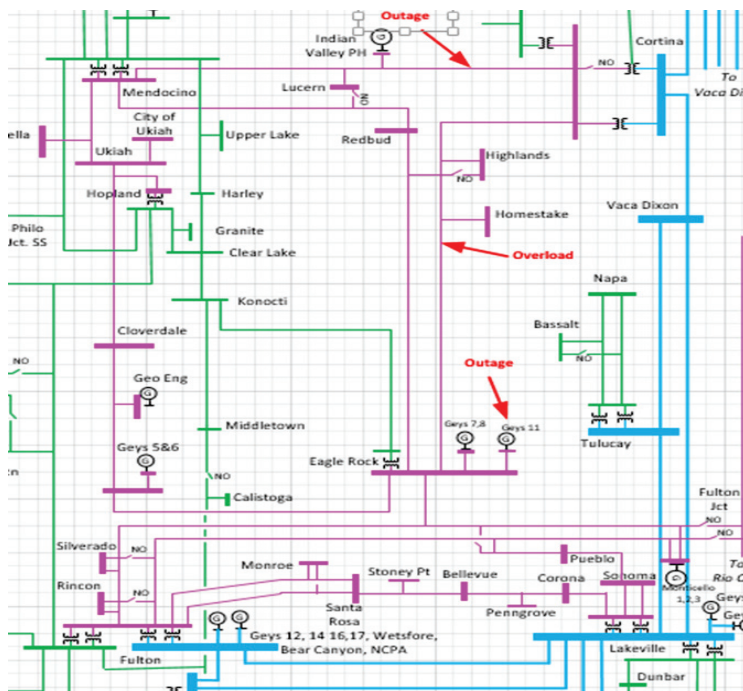 Outage
Indian
Valley PH
G
Cortina
NO
To
Vaca Di
Lucern
NO
Mendocino
City of
Ukiah
ella
Upper Lake
Redbud
Ukiah
Highlands
NO
Hopland
Harley
Vaca Dixon
Homestake
Philo
Jct. SS
Granite
Clear Lake
Overload
Napa
Konocti
Bassalt
NO
Cloverdale
NO
Outage
Geo Eng
G
Middletown
Geys 7,8
G
Geys 11
G
Tulucay
Geys 5&6
G
Eagle Rock
NO
Calistoga
Fulton
Jct
NO
NO
Silverado
NO
Monroe
Stoney Pt
Pueblo
To
Rio
Rincon
NO
Bellevue
Corona
Sonoma
G
Monticello
1,2,3
Geys
G
Santa
Rosa
Penngrove
G
G
Geys 12, 14 16,17, Wetsfore,
Bear Canyon, NCPA
Fulton
Lakeville
Dunbar